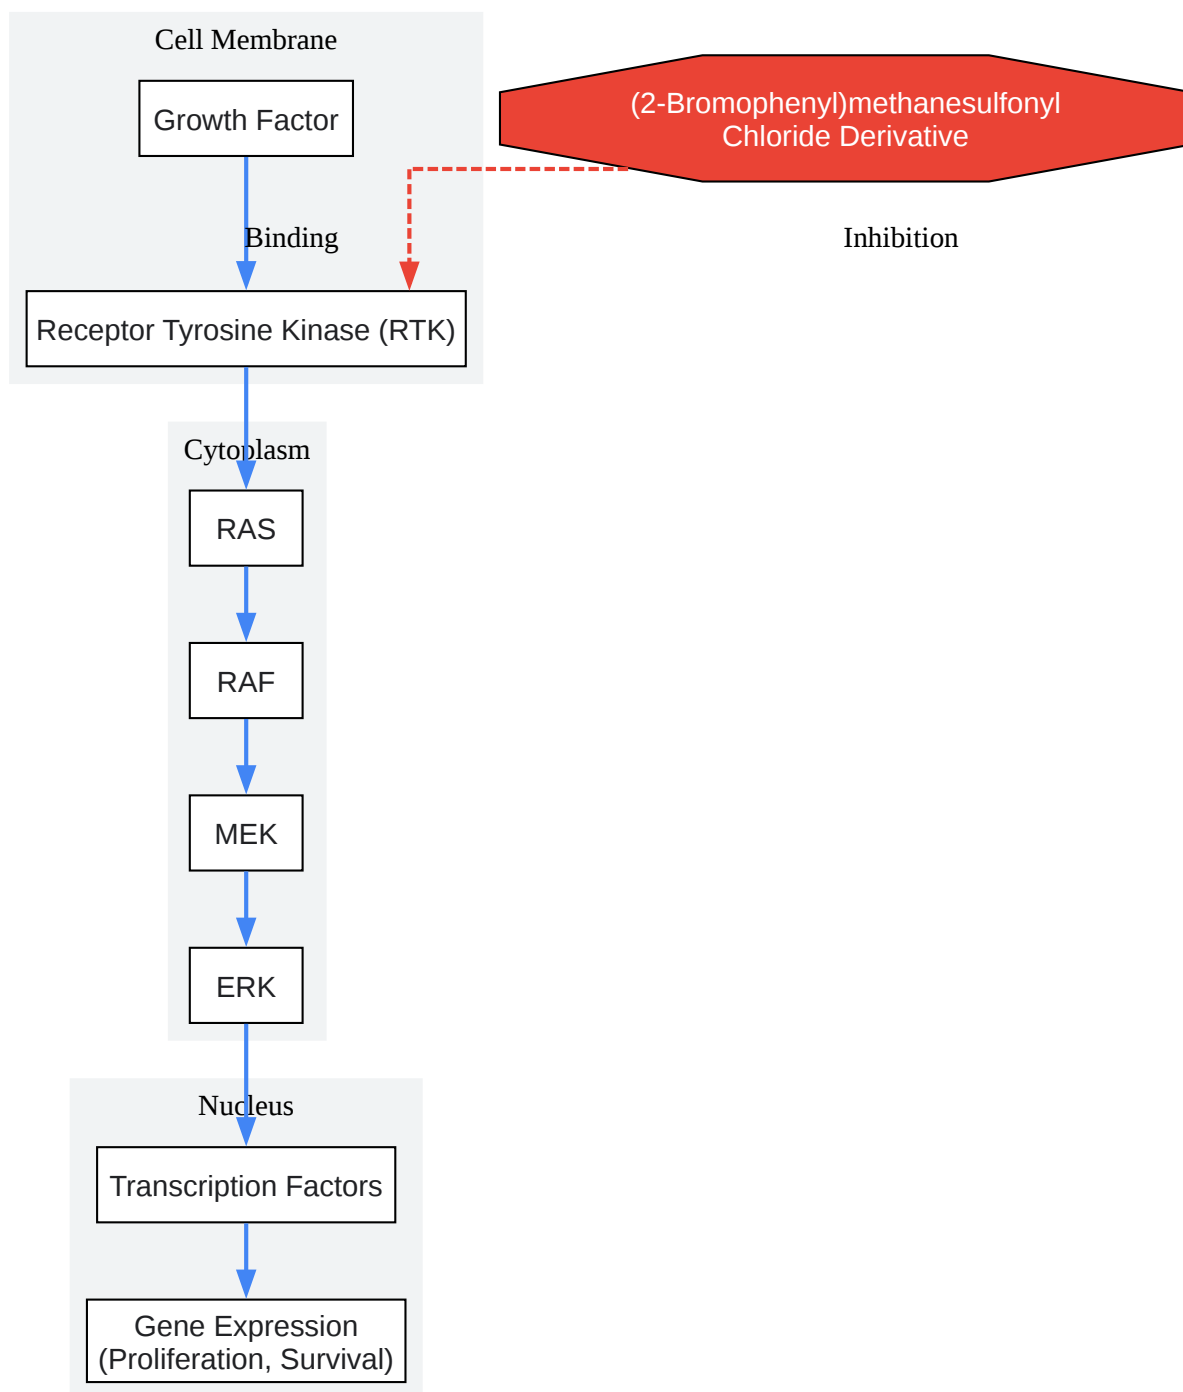 Cell Membrane
Growth Factor
(2-Bromophenyl)methanesulfonyl
Chloride Derivative
Binding
Inhibition
Receptor Tyrosine Kinase (RTK)
Cytoplasm
RAS
RAF
MEK
ERK
Nucleus
Transcription Factors
Gene Expression
(Proliferation, Survival)